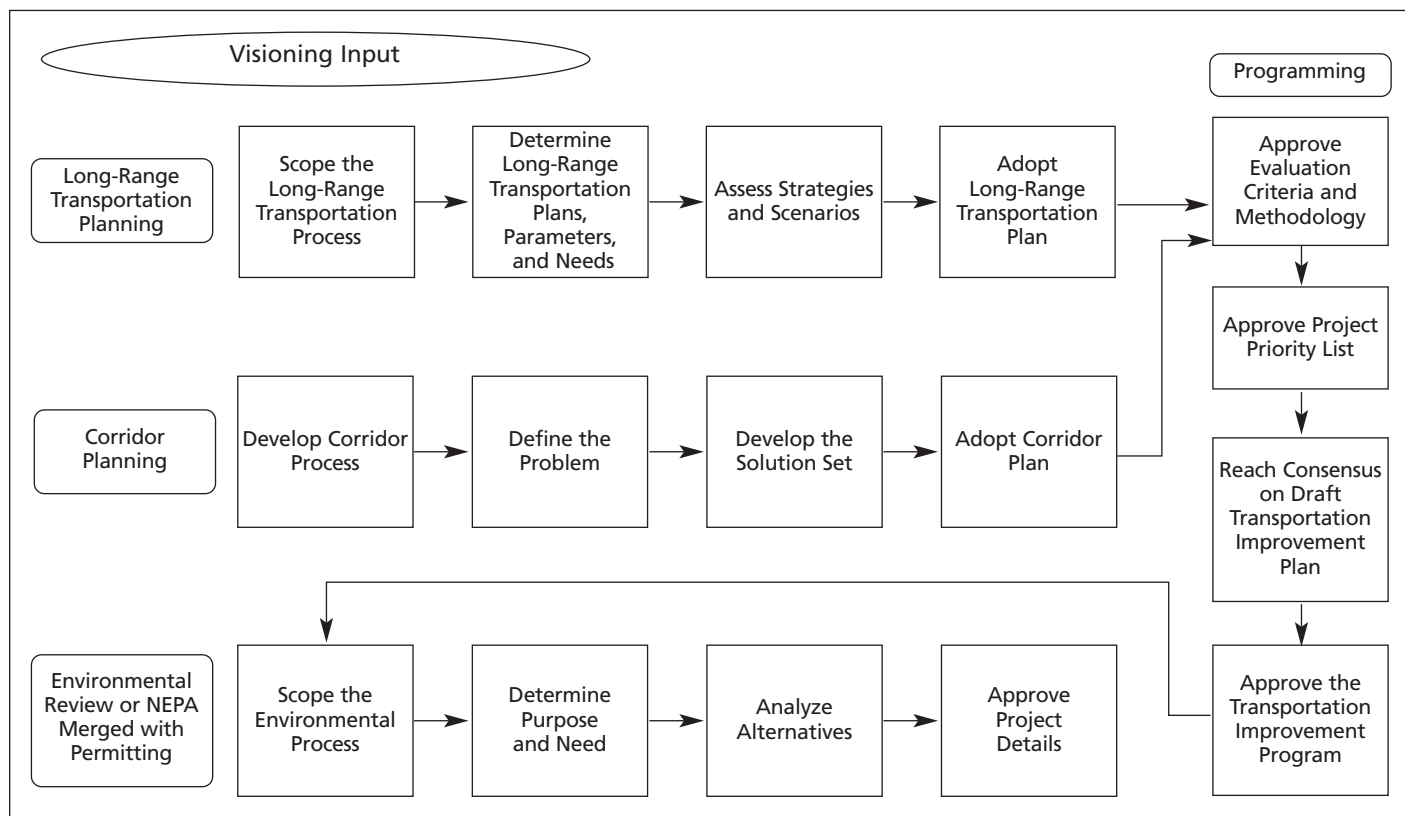 Visioning Input
Programming
Long-Range
Transportation
Planning
Scope the
Long-Range
Transportation
Process
Determine
Long-Range
Transportation
Plans,
Parameters,
and Needs
Assess Strategies
and Scenarios
Adopt
Long-Range
Transportation
Plan
Approve
Evaluation
Criteria and
Methodology
Approve Project
Priority List
Corridor
Planning
Develop Corridor
Process
Define the
Problem
Develop the
Solution Set
Adopt Corridor
Plan
Reach Consensus
on Draft
Transportation
Improvement
Plan
Environmental
Review or NEPA
Merged with
Permitting
Scope the
Environmental
Process
Determine
Purpose
and Need
Analyze
Alternatives
Approve
Project
Details
Approve the
Transportation
Improvement
Program